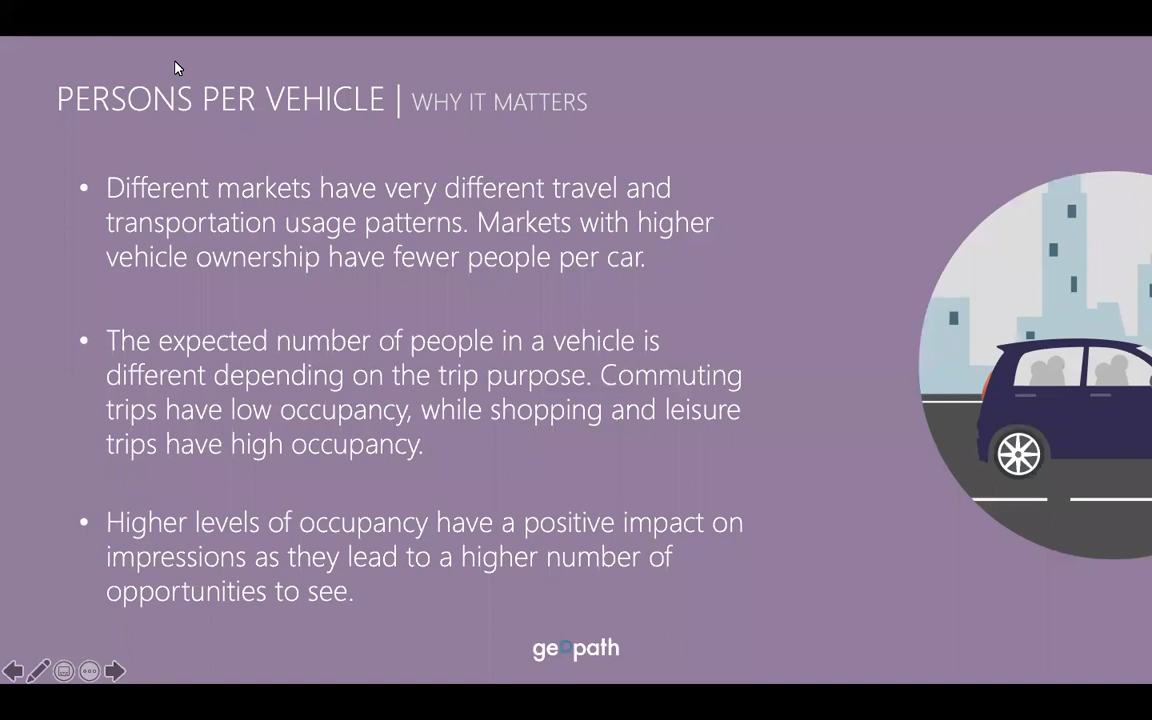 PERSONS PER VEHICLE | WHY IT MATTERS
• Different markets have very different travel and
transportation usage patterns. Markets with higher
vehicle ownership have fewer people per car.
• The expected number of people in a vehicle is
different depending on the trip purpose. Commuting
trips have low occupancy, while shopping and leisure
trips have high occupancy.
• Higher levels of occupancy have a positive impact on
impressions as they lead to a higher number of
opportunities to see.
geopath